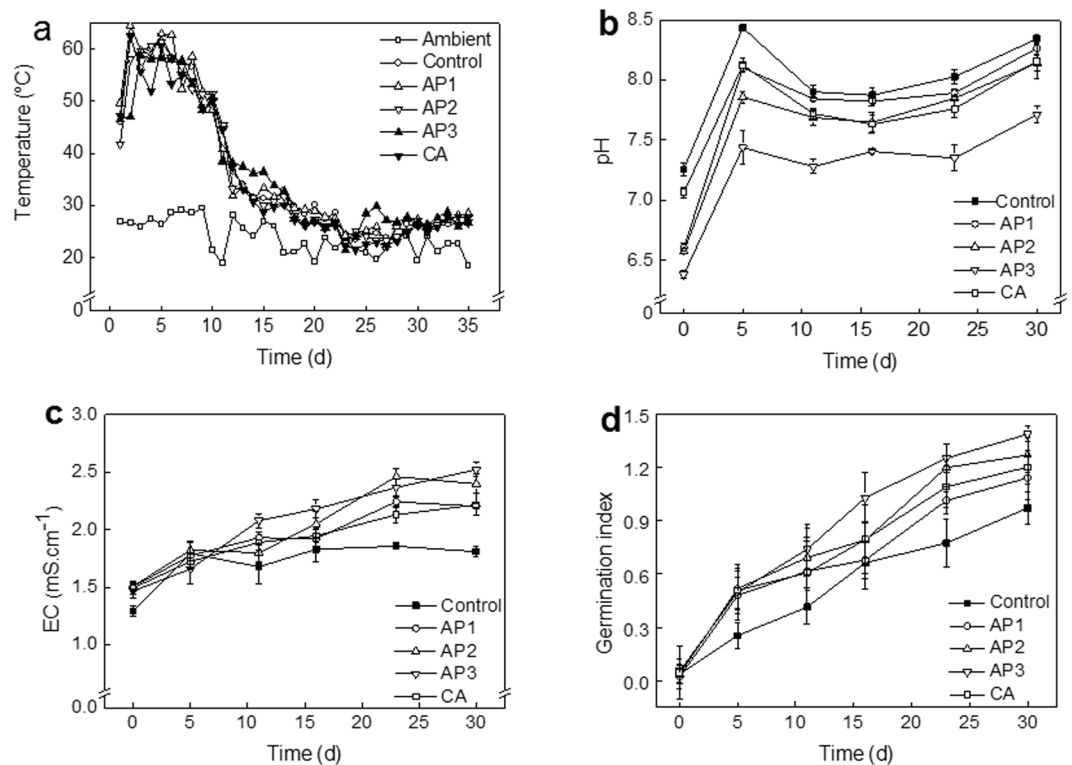 a
Temperature (ºC)
60
50
40
30
20
0
Ambient
Control
AP1
AP2
AP3
CA
0 5 10 15 20 25 30 35
Time (d)
b
pH
8.5
8.0
7.5
7.0
6.5
0
Control
AP1
AP2
AP3
CA
0 5 10 15 20 25 30
Time (d)
c
EC (mS.cm⁻¹)
3.0
2.5
2.0
1.5
1.0
0.0
Control
AP1
AP2
AP3
CA
0 5 10 15 20 25 30
Time (d)
d
Germination index
1.5
1.2
0.9
0.6
0.3
0.0
Control
AP1
AP2
AP3
CA
0 5 10 15 20 25 30
Time (d)